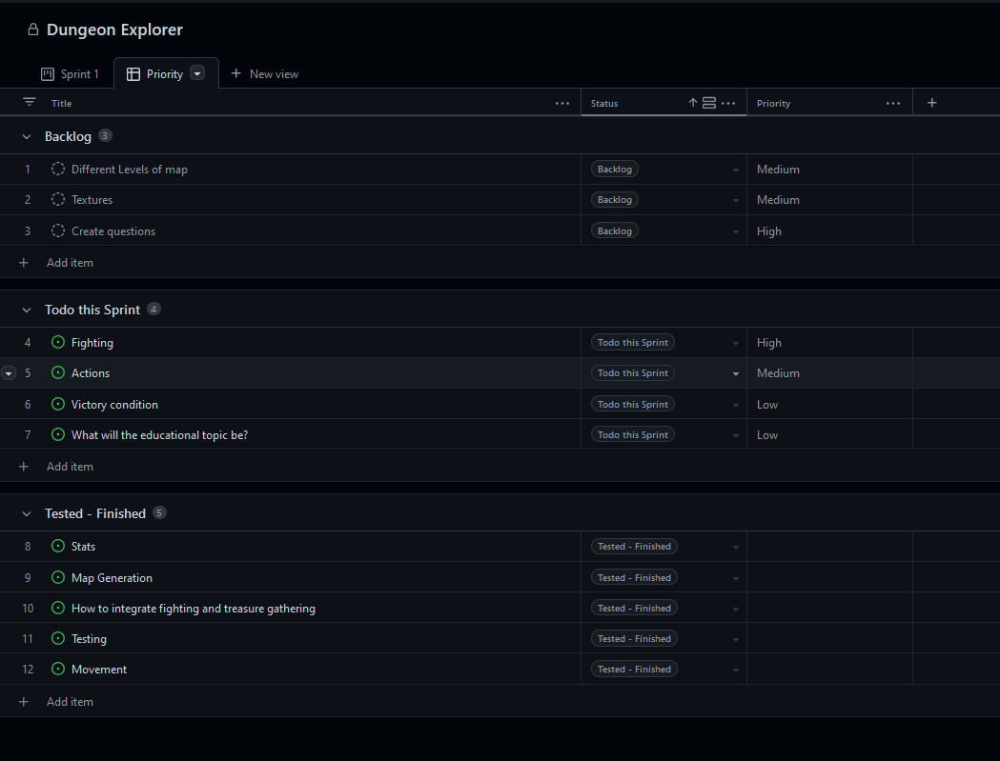 Dungeon Explorer
Sprint 1 Priority New view
Title Status Priority
Backlog 3
1 Different Levels of map Backlog Medium
2 Textures Backlog Medium
3 Create questions Backlog High
Add item
Todo this Sprint 4
4 Fighting Todo this Sprint High
5 Actions Todo this Sprint Medium
6 Victory condition Todo this Sprint Low
7 What will the educational topic be? Todo this Sprint Low
Add item
Tested - Finished 5
8 Stats Tested - Finished
9 Map Generation Tested - Finished
10 How to integrate fighting and treasure gathering Tested - Finished
11 Testing Tested - Finished
12 Movement Tested - Finished
Add item